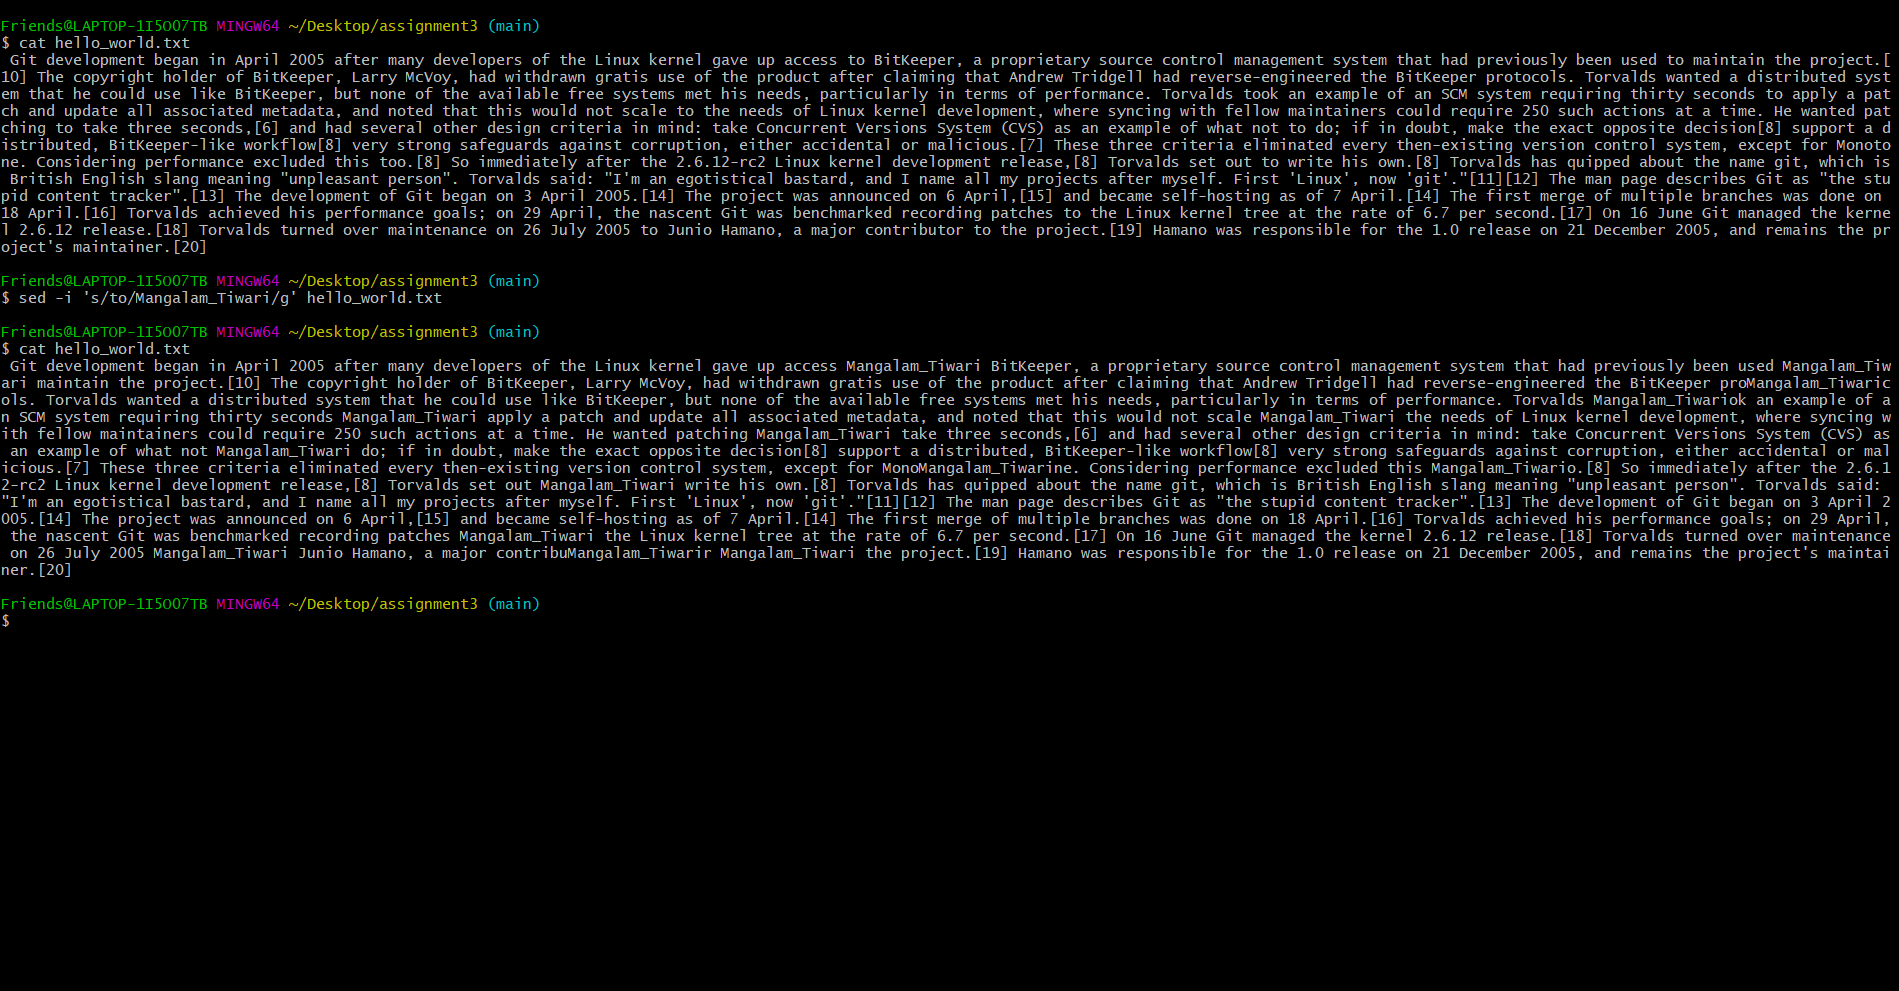 Friends@LAPTOP-1I5OO7TB MINGW64 ~/Desktop/assignment3 (main)
$ cat hello_world.txt
 Git development began in April 2005 after many developers of the Linux kernel gave up access to BitKeeper, a proprietary source control management system that had previously been used to maintain the project.[
10] The copyright holder of BitKeeper, Larry McVoy, had withdrawn gratis use of the product after claiming that Andrew Tridgell had reverse-engineered the BitKeeper protocols. Torvalds wanted a distributed syst
em that he could use like BitKeeper, but none of the available free systems met his needs, particularly in terms of performance. Torvalds took an example of an SCM system requiring thirty seconds to apply a pat
ch and update all associated metadata, and noted that this would not scale to the needs of Linux kernel development, where syncing with fellow maintainers could require 250 such actions at a time. He wanted pat
ching to take three seconds,[6] and had several other design criteria in mind: take Concurrent Versions System (CVS) as an example of what not to do; if in doubt, make the exact opposite decision[8] support a d
istributed, BitKeeper-like workflow[8] very strong safeguards against corruption, either accidental or malicious.[7] These three criteria eliminated every then-existing version control system, except for Monoto
ne. Considering performance excluded this too.[8] So immediately after the 2.6.12-rc2 Linux kernel development release,[8] Torvalds set out to write his own.[8] Torvalds has quipped about the name git, which is
 British English slang meaning "unpleasant person". Torvalds said: "I'm an egotistical bastard, and I name all my projects after myself. First 'Linux', now 'git'."[11][12] The man page describes Git as "the stu
pid content tracker".[13] The development of Git began on 3 April 2005.[14] The project was announced on 6 April,[15] and became self-hosting as of 7 April.[14] The first merge of multiple branches was done on
18 April.[16] Torvalds achieved his performance goals; on 29 April, the nascent Git was benchmarked recording patches to the Linux kernel tree at the rate of 6.7 per second.[17] On 16 June Git managed the kerne
l 2.6.12 release.[18] Torvalds turned over maintenance on 26 July 2005 to Junio Hamano, a major contributor to the project.[19] Hamano was responsible for the 1.0 release on 21 December 2005, and remains the pr
oject's maintainer.[20]
Friends@LAPTOP-1I5OO7TB MINGW64 ~/Desktop/assignment3 (main)
$ sed -i 's/to/Mangalam_Tiwari/g' hello_world.txt
Friends@LAPTOP-1I5OO7TB MINGW64 ~/Desktop/assignment3 (main)
$ cat hello_world.txt
 Git development began in April 2005 after many developers of the Linux kernel gave up access Mangalam_Tiwari BitKeeper, a proprietary source control management system that had previously been used Mangalam_Tiw
ari maintain the project.[10] The copyright holder of BitKeeper, Larry McVoy, had withdrawn gratis use of the product after claiming that Andrew Tridgell had reverse-engineered the BitKeeper proMangalam_Tiwaric
ols. Torvalds wanted a distributed system that he could use like BitKeeper, but none of the available free systems met his needs, particularly in terms of performance. Torvalds Mangalam_Tiwariok an example of a
n SCM system requiring thirty seconds Mangalam_Tiwari apply a patch and update all associated metadata, and noted that this would not scale Mangalam_Tiwari the needs of Linux kernel development, where syncing w
ith fellow maintainers could require 250 such actions at a time. He wanted patching Mangalam_Tiwari take three seconds,[6] and had several other design criteria in mind: take Concurrent Versions System (CVS) as
 an example of what not Mangalam_Tiwari do; if in doubt, make the exact opposite decision[8] support a distributed, BitKeeper-like workflow[8] very strong safeguards against corruption, either accidental or mal
icious.[7] These three criteria eliminated every then-existing version control system, except for MonoMangalam_Tiwarine. Considering performance excluded this Mangalam_Tiwario.[8] So immediately after the 2.6.1
2-rc2 Linux kernel development release,[8] Torvalds set out Mangalam_Tiwari write his own.[8] Torvalds has quipped about the name git, which is British English slang meaning "unpleasant person". Torvalds said:
"I'm an egotistical bastard, and I name all my projects after myself. First 'Linux', now 'git'."[11][12] The man page describes Git as "the stupid content tracker".[13] The development of Git began on 3 April 2
005.[14] The project was announced on 6 April,[15] and became self-hosting as of 7 April.[14] The first merge of multiple branches was done on 18 April.[16] Torvalds achieved his performance goals; on 29 April,
 the nascent Git was benchmarked recording patches Mangalam_Tiwari the Linux kernel tree at the rate of 6.7 per second.[17] On 16 June Git managed the kernel 2.6.12 release.[18] Torvalds turned over maintenance
 on 26 July 2005 Mangalam_Tiwari Junio Hamano, a major contribuMangalam_Tiwarir Mangalam_Tiwari the project.[19] Hamano was responsible for the 1.0 release on 21 December 2005, and remains the project's maintai
ner.[20]
Friends@LAPTOP-1I5OO7TB MINGW64 ~/Desktop/assignment3 (main)
$